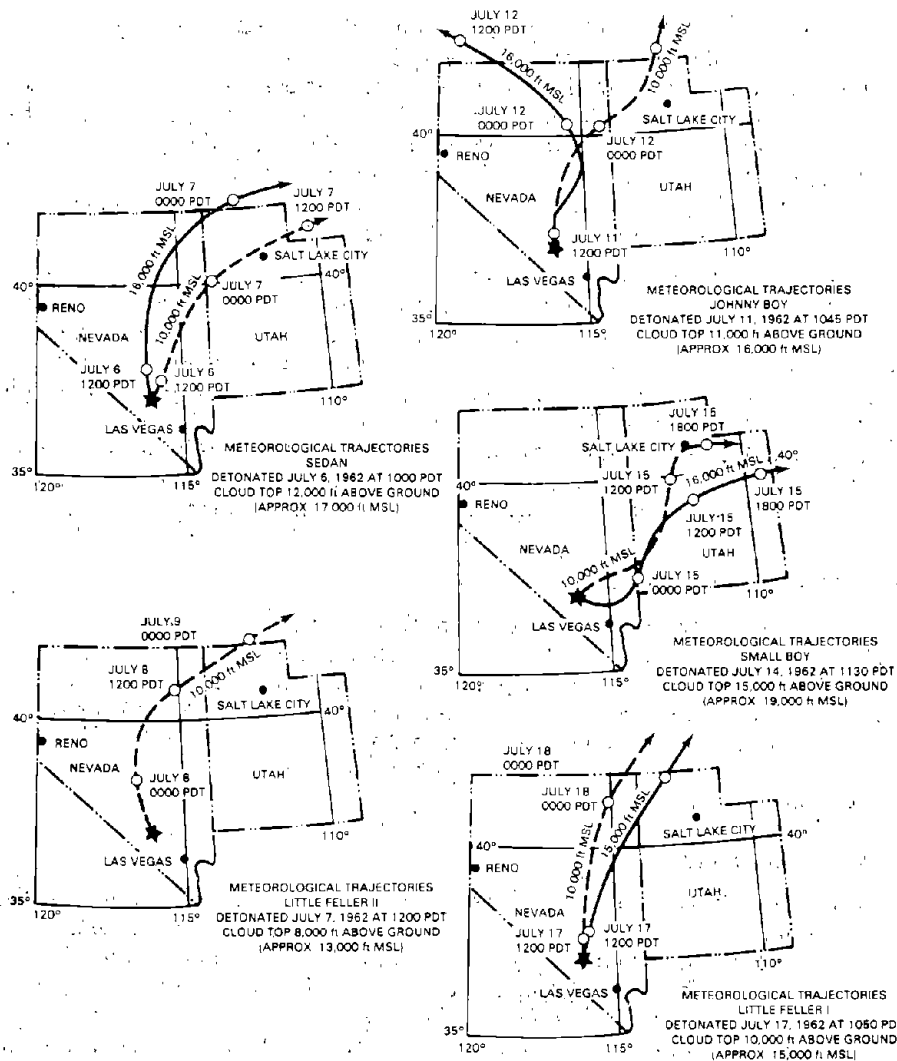 JULY 12
1200 PDT
16,000 ft MSL
10,000 ft MSL
JULY 12
0000 PDT
SALT LAKE CITY
40°
RENO
JULY 12
0000 PDT
NEVADA
UTAH
JULY 11
1200 PDT
110°
LAS VEGAS
35°
120°
115°
METEOROLOGICAL TRAJECTORIES
JOHNNY BOY
DETONATED JULY 11, 1962 AT 1045 PDT
CLOUD TOP 11,000 ft ABOVE GROUND
(APPROX 16,000 ft MSL)
JULY 7
0000 PDT
JULY 7
1200 PDT
16,000 ft MSL
10,000 ft MSL
SALT LAKE CITY
40°
40°
JULY 7
0000 PDT
RENO
NEVADA
UTAH
JULY 6
1200 PDT
JULY 6
1200 PDT
110°
LAS VEGAS
35°
120°
115°
METEOROLOGICAL TRAJECTORIES
SEDAN
DETONATED JULY 6, 1962 AT 1000 PDT
CLOUD TOP 12,000 ft ABOVE GROUND
(APPROX 17,000 ft MSL)
JULY 15
1800 PDT
SALT LAKE CITY
40°
JULY 15
1200 PDT
16,000 ft MSL
40°
RENO
JULY 15
1200 PDT
JULY 15
1800 PDT
NEVADA
UTAH
10,000 ft MSL
JULY 15
0000 PDT
110°
LAS VEGAS
35°
120°
115°
METEOROLOGICAL TRAJECTORIES
SMALL BOY
DETONATED JULY 14, 1962 AT 1130 PDT
CLOUD TOP 15,000 ft ABOVE GROUND
(APPROX 19,000 ft MSL)
JULY 9
0000 PDT
JULY 8
1200 PDT
10,000 ft MSL
SALT LAKE CITY
40°
40°
RENO
NEVADA
UTAH
JULY 8
0000 PDT
110°
LAS VEGAS
35°
120°
115°
METEOROLOGICAL TRAJECTORIES
LITTLE FELLER II
DETONATED JULY 7, 1962 AT 1200 PDT
CLOUD TOP 8,000 ft ABOVE GROUND
(APPROX 13,000 ft MSL)
JULY 18
0000 PDT
JULY 18
0000 PDT
10,000 ft MSL
15,000 ft MSL
SALT LAKE CITY
40°
40°
RENO
NEVADA
UTAH
JULY 17
1200 PDT
JULY 17
1200 PDT
110°
LAS VEGAS
35°
120°
115°
METEOROLOGICAL TRAJECTORIES
LITTLE FELLER I
DETONATED JULY 17, 1962 AT 1050 PD
CLOUD TOP 10,000 ft ABOVE GROUND
(APPROX 15,000 ft MSL)